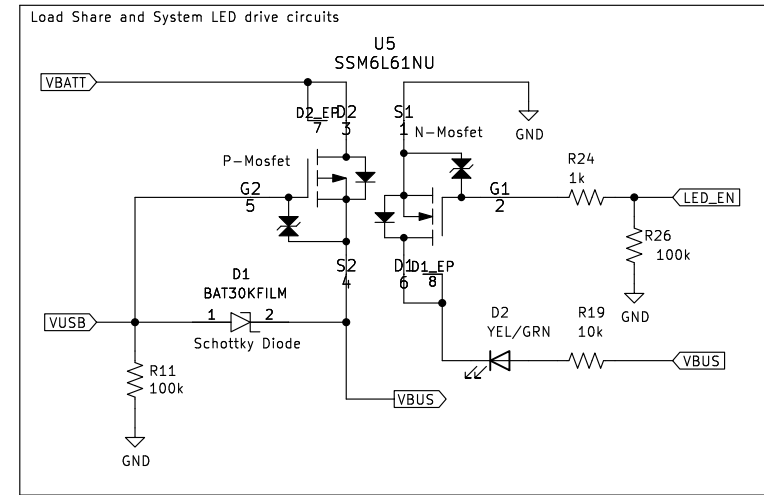 Load Share and System LED drive circuits
U5
SSM6L61NU
VBATT
D2_EP
7
D2
3
S1
1
N-Mosfet
GND
P-Mosfet
R24
1k
G2
5
G1
2
LED_EN
R26
100k
S2
4
D1
6
D1_EP
8
GND
D1
BAT30KFILM
VUSB
1
2
Schottky Diode
D2
YEL/GRN
R19
10k
VBUS
R11
100k
VBUS
GND